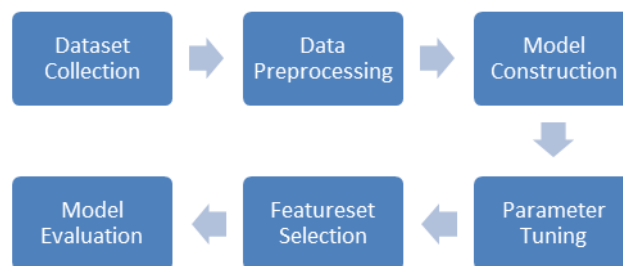 Dataset
Collection
Data
Preprocessing
Model
Construction
Parameter
Tuning
Featureset
Selection
Model
Evaluation